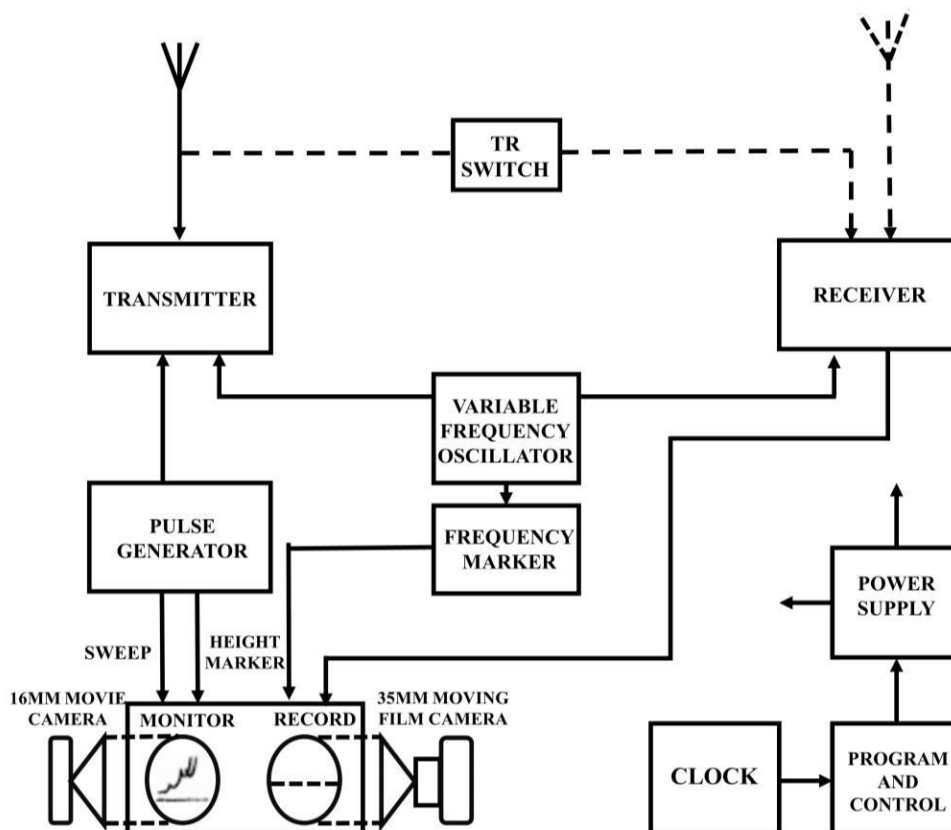 TR
SWITCH
TRANSMITTER
RECEIVER
VARIABLE
FREQUENCY
OSCILLATOR
PULSE
GENERATOR
FREQUENCY
MARKER
POWER
SUPPLY
SWEEP
HEIGHT
MARKER
16MM MOVIE
CAMERA
MONITOR
RECORD
35MM MOVING
FILM CAMERA
CLOCK
PROGRAM
AND
CONTROL